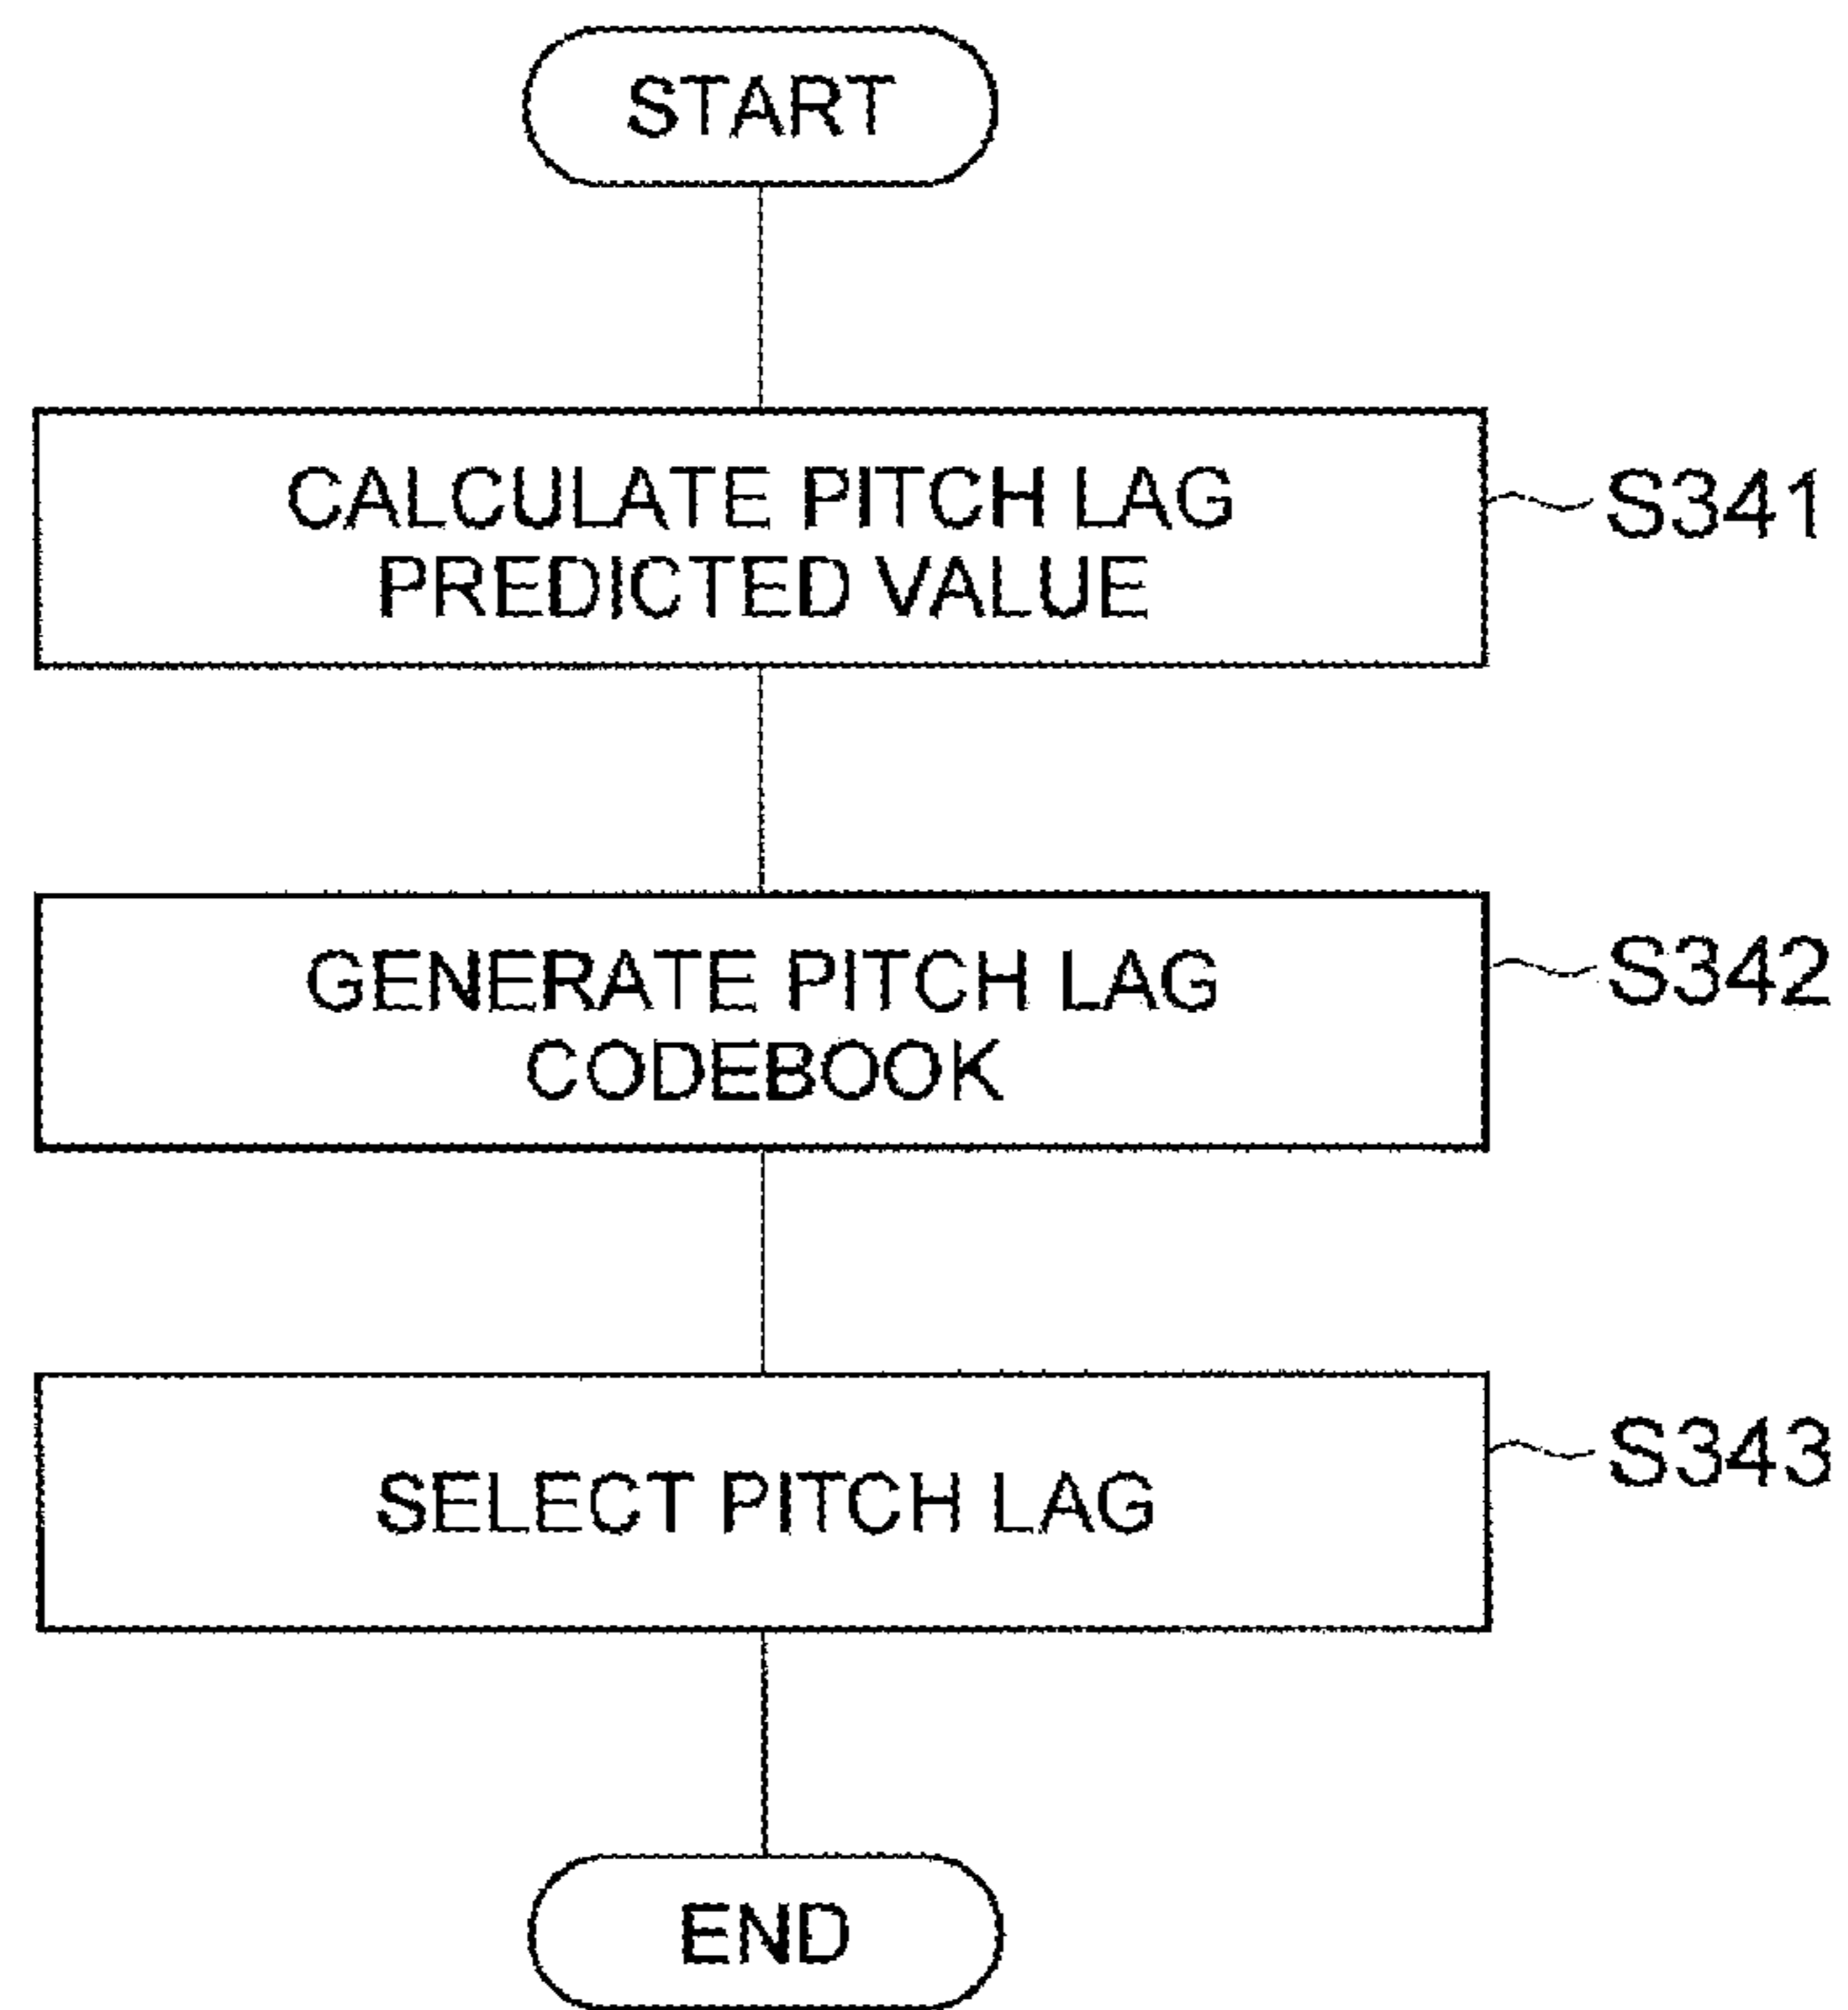 START
CALCULATE PITCH LAG
PREDICTED VALUE
S341
GENERATE PITCH LAG
CODEBOOK
S342
SELECT PITCH LAG
S343
END